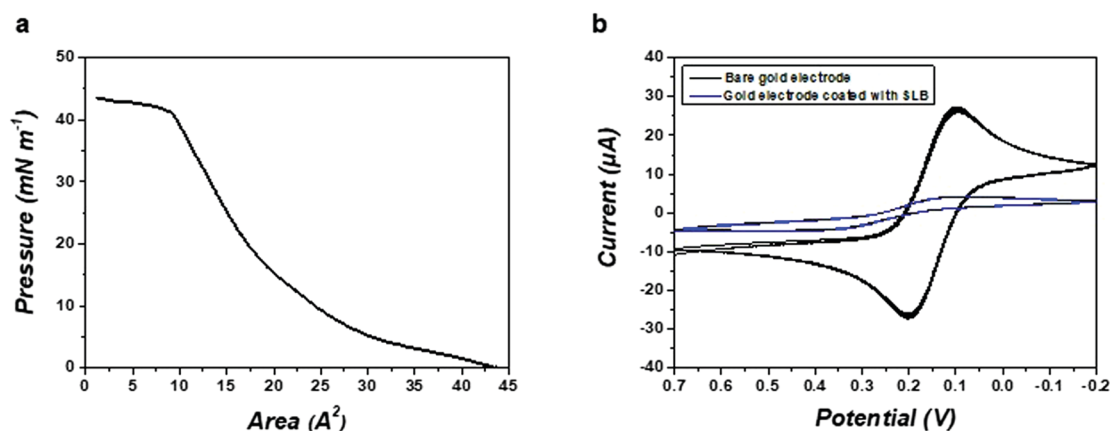 a
50
40
30
20
10
0
Pressure (mN m⁻¹)
0 5 10 15 20 25 30 35 40 45
Area (A²)
b
40
30
20
10
0
-10
-20
-30
-40
Current (µA)
Bare gold electrode
Gold electrode coated with SLB
0.7 0.6 0.5 0.4 0.3 0.2 0.1 0.0 -0.1 -0.2
Potential (V)